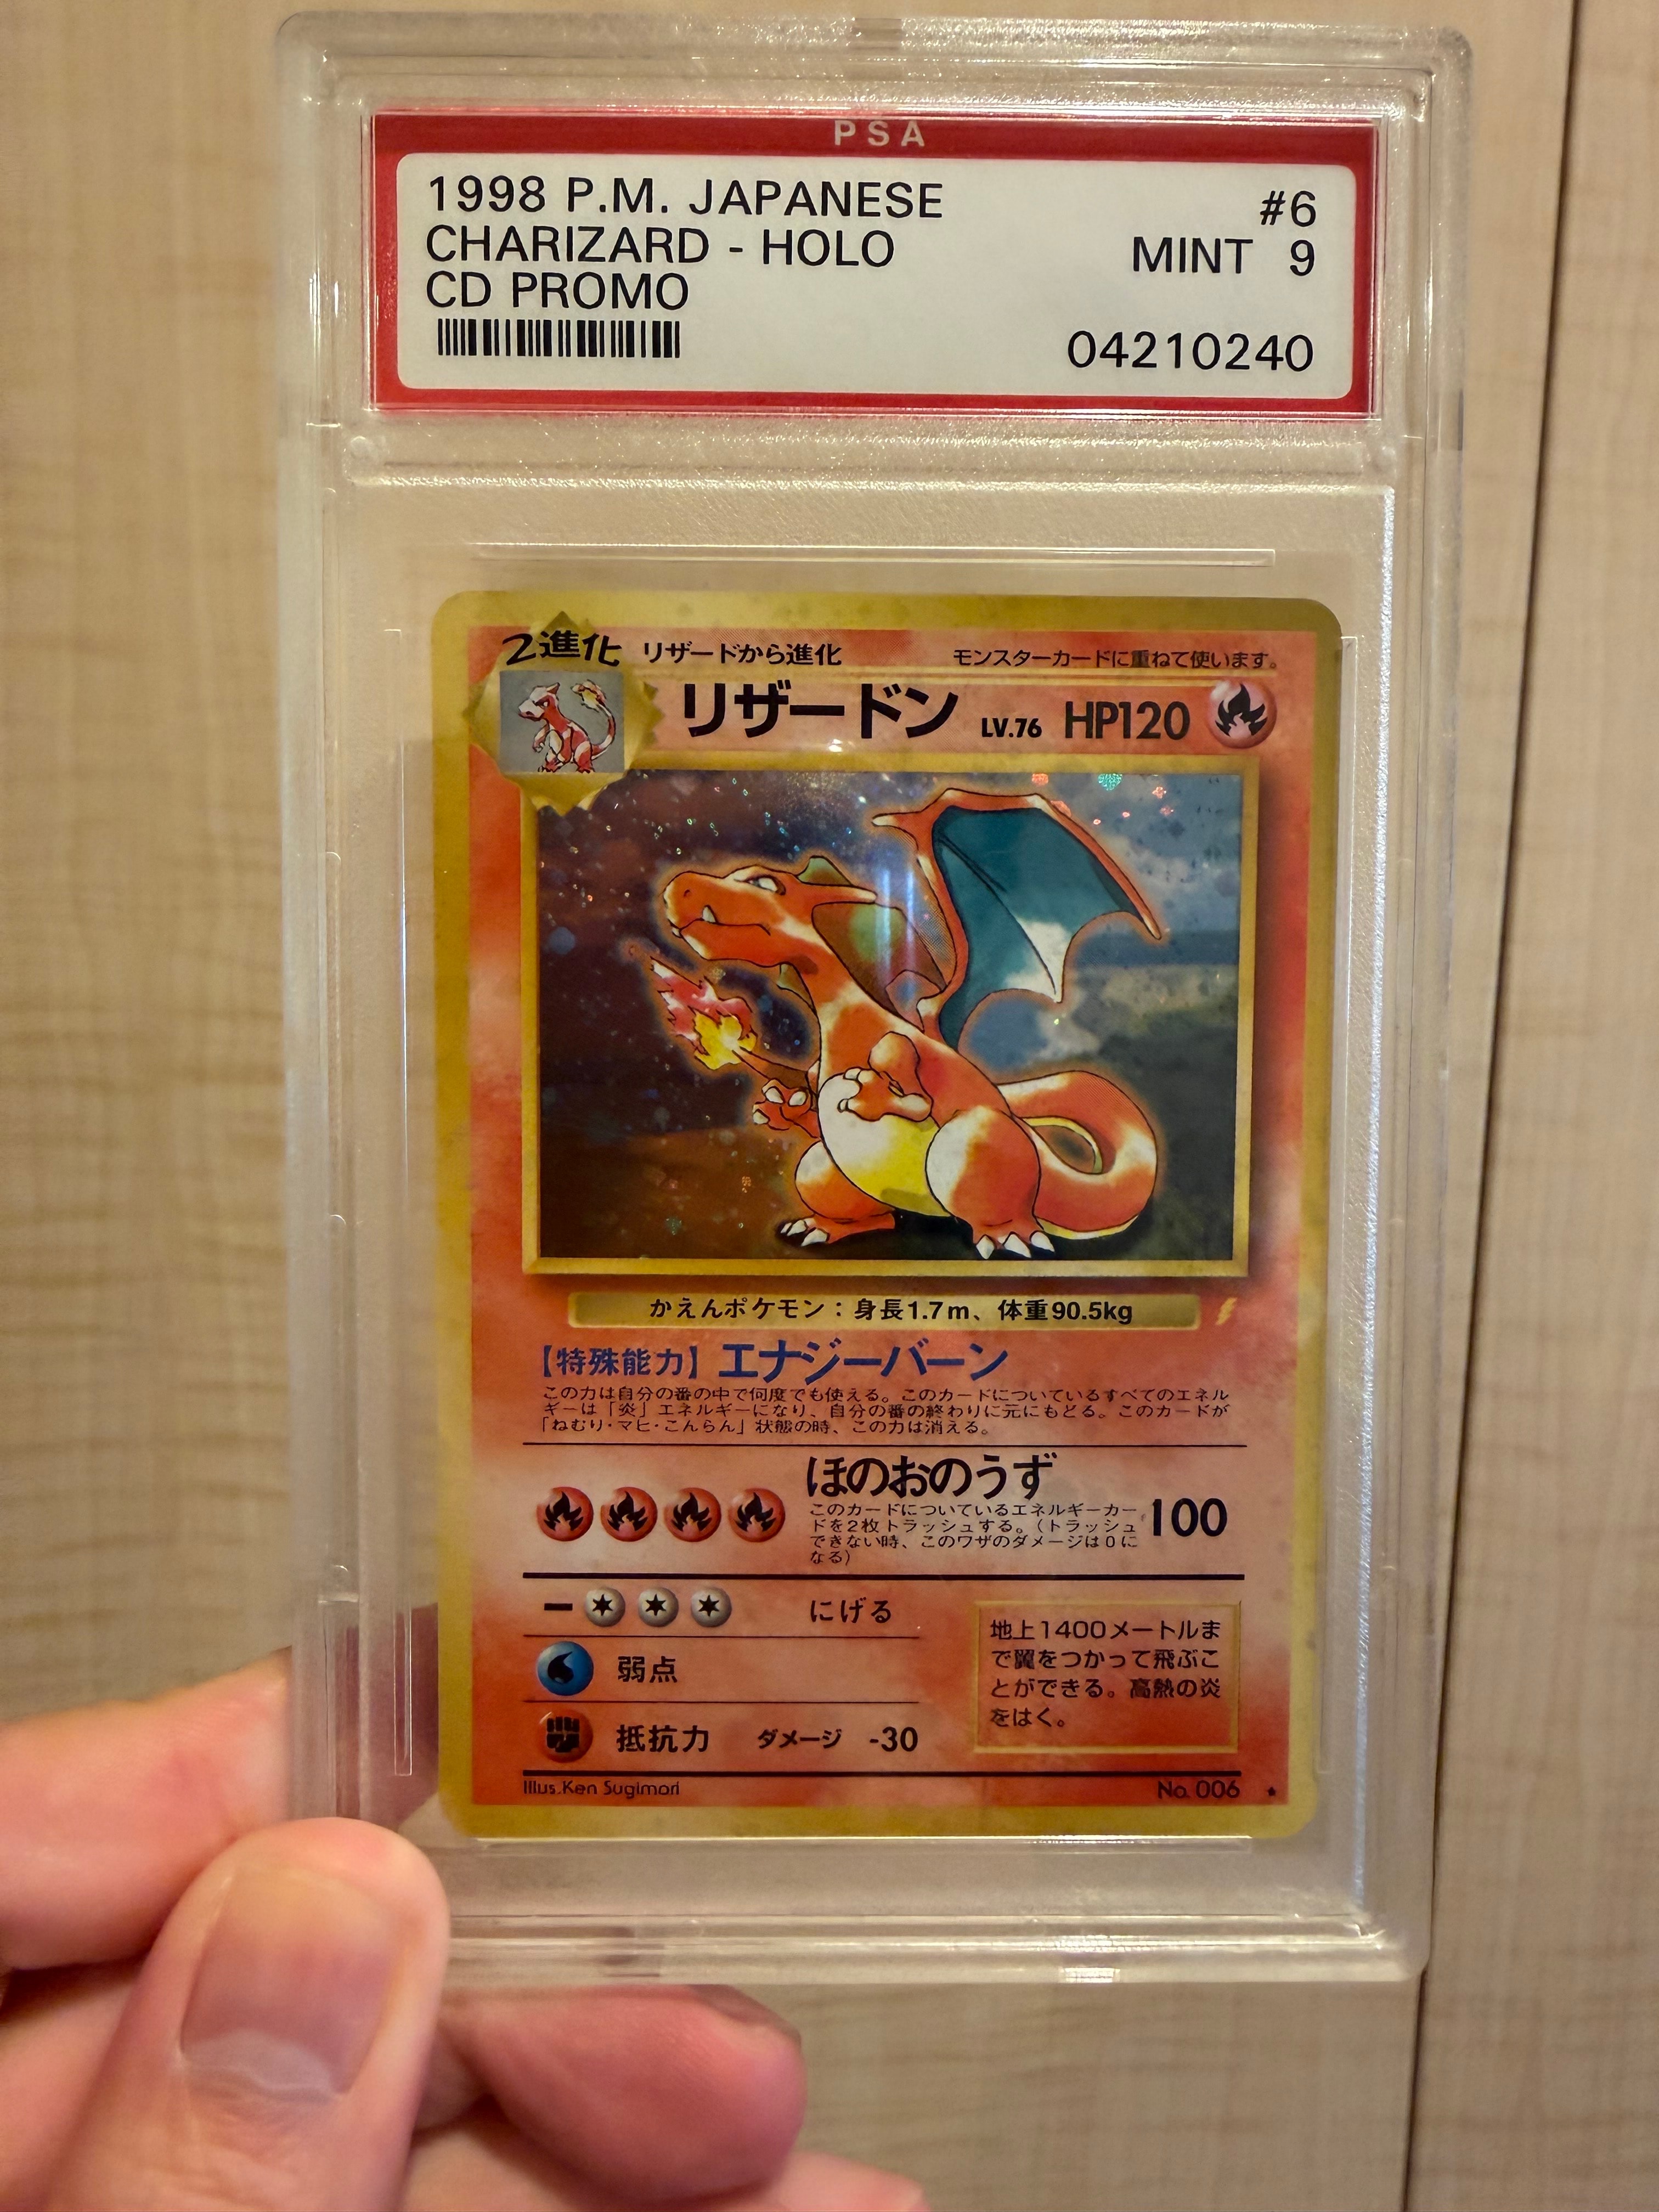 PSA
1998 P.M. JAPANESE #6
CHARIZARD - HOLO MINT 9
CD PROMO
04210240
2進化 リザードから進化 モンスターカードに重ねて使います。
リザードン LV.76 HP120
かえんポケモン：身長1.7m、体重90.5kg
【特殊能力】エナジーバーン
この力は自分の番の中で何度でも使える。このカードについているすべてのエネル
ギーは「炎」エネルギーになり、自分の番の終わりに元にもどる。このカードが
「ねむり・マヒ・こんらん」状態の時、この力は消える。
ほのおのうず
このカードについているエネルギーカー
ドを2枚トラッシュする。（トラッシュ
できない時、このワザのダメージは0に
なる）
100
にげる
弱点
抵抗力 ダメージ -30
地上1400メートルま
で翼をつかって飛ぶこ
とができる。高熱の炎
をはく。
Illus.Ken Sugimori No.006